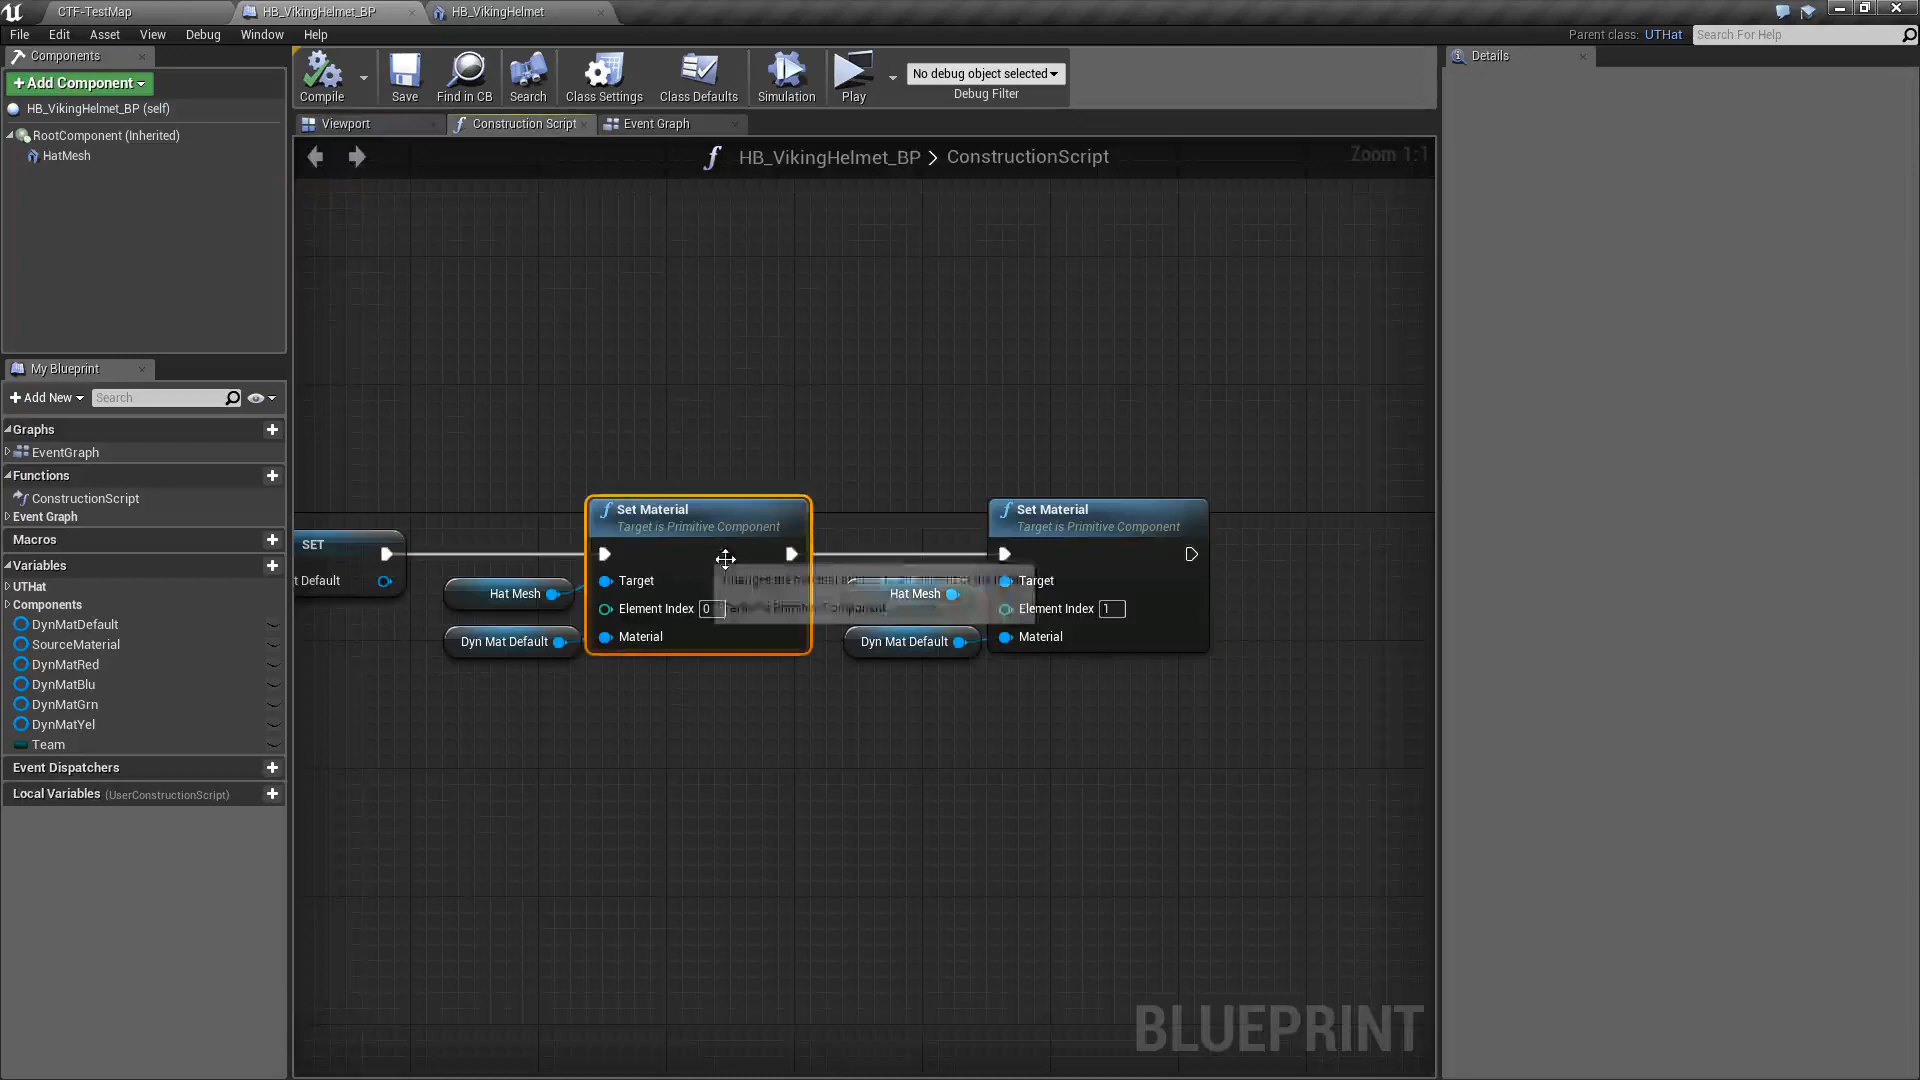 CTF-TestMap
HB_VikingHelmet_BP
HB_VikingHelmet
File Edit Asset View Debug Window Help
Parent class: UTHat
Search For Help
Components
+ Add Component
HB_VikingHelmet_BP (self)
RootComponent (Inherited)
HatMesh
Compile
Save
Find in CB
Search
Class Settings
Class Defaults
Simulation
Play
No debug object selected
Debug Filter
Details
Viewport
Construction Script
Event Graph
HB_VikingHelmet_BP > ConstructionScript
Zoom 1:1
My Blueprint
+ Add New
Search
Graphs
EventGraph
Functions
ConstructionScript
Event Graph
Macros
Variables
UTHat
Components
DynMatDefault
SourceMaterial
DynMatRed
DynMatBlu
DynMatGrn
DynMatYel
Team
Event Dispatchers
Local Variables (UserConstructionScript)
SET
t Default
Hat Mesh
Dyn Mat Default
Set Material
Target is Primitive Component
Target
Element Index 0
Material
Hat Mesh
Dyn Mat Default
Set Material
Target is Primitive Component
Target
Element Index 1
Material
BLUEPRINT